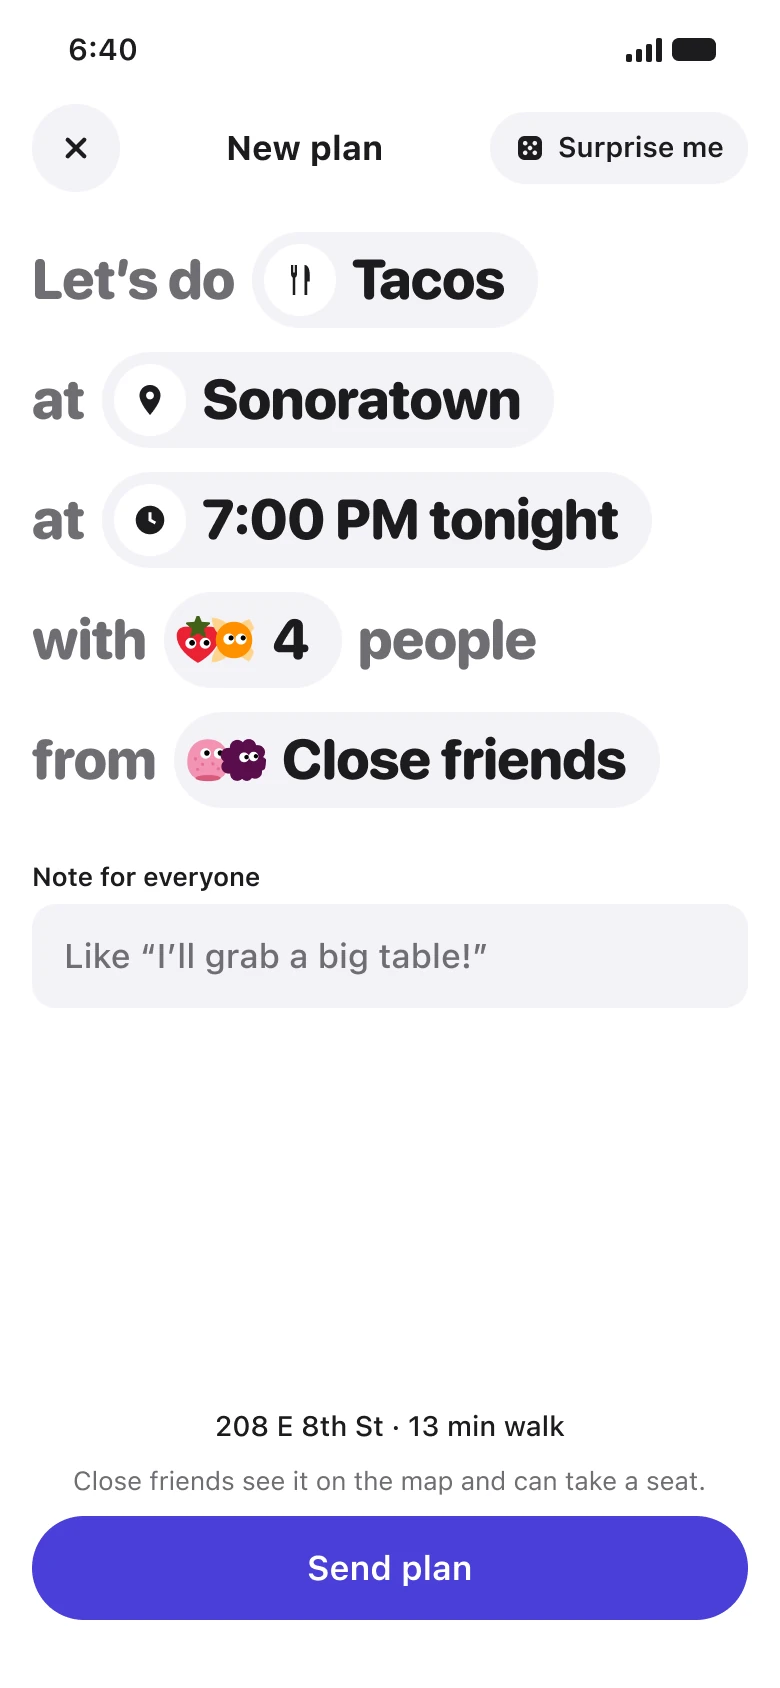 6:40
New plan
Surprise me
Let’s do Tacos
at Sonoratown
at 7:00 PM tonight
with 4 people
from Close friends
Note for everyone
Like “I’ll grab a big table!”
208 E 8th St · 13 min walk
Close friends see it on the map and can take a seat.
Send plan